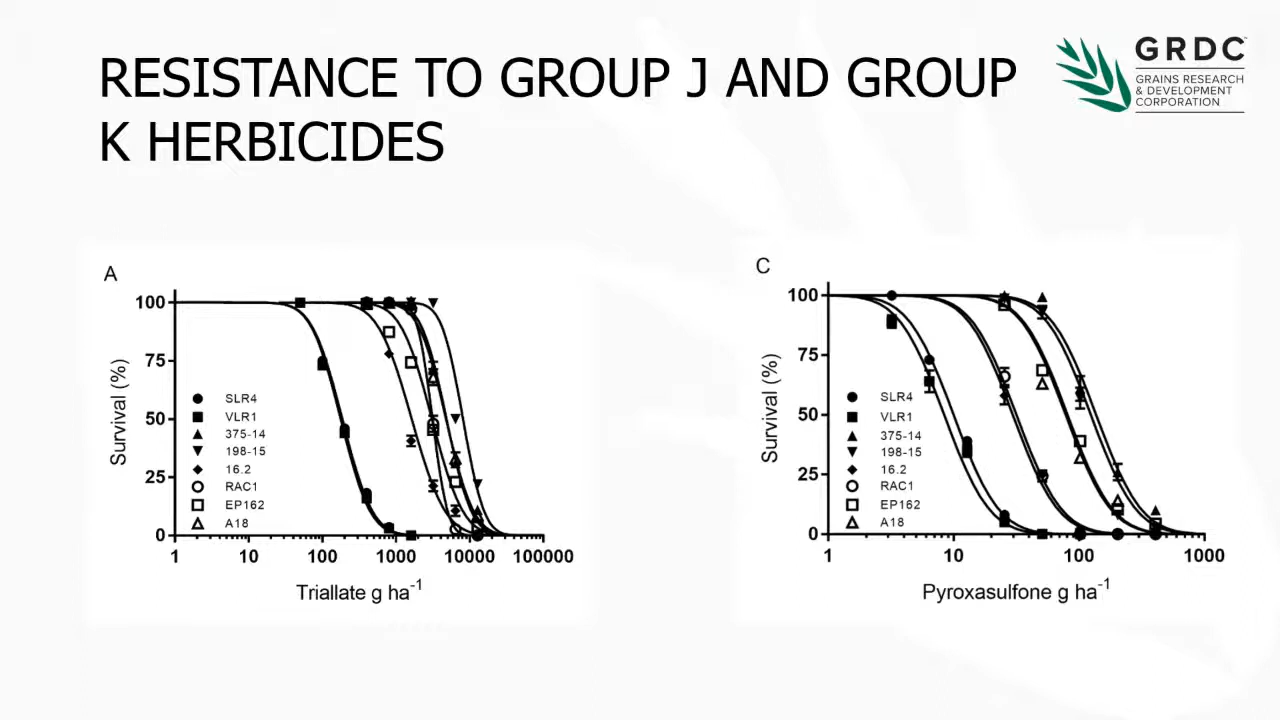 RESISTANCE TO GROUP J AND GROUP
K HERBICIDES
GRDC™
GRAINS RESEARCH
& DEVELOPMENT
CORPORATION
A
Survival (%)
100
75
50
25
0
SLR4
VLR1
375-14
198-15
16.2
RAC1
EP162
A18
1 10 100 1000 10000 100000
Triallate g ha-1
C
Survival (%)
100
75
50
25
0
SLR4
VLR1
375-14
198-15
16.2
RAC1
EP162
A18
1 10 100 1000
Pyroxasulfone g ha-1